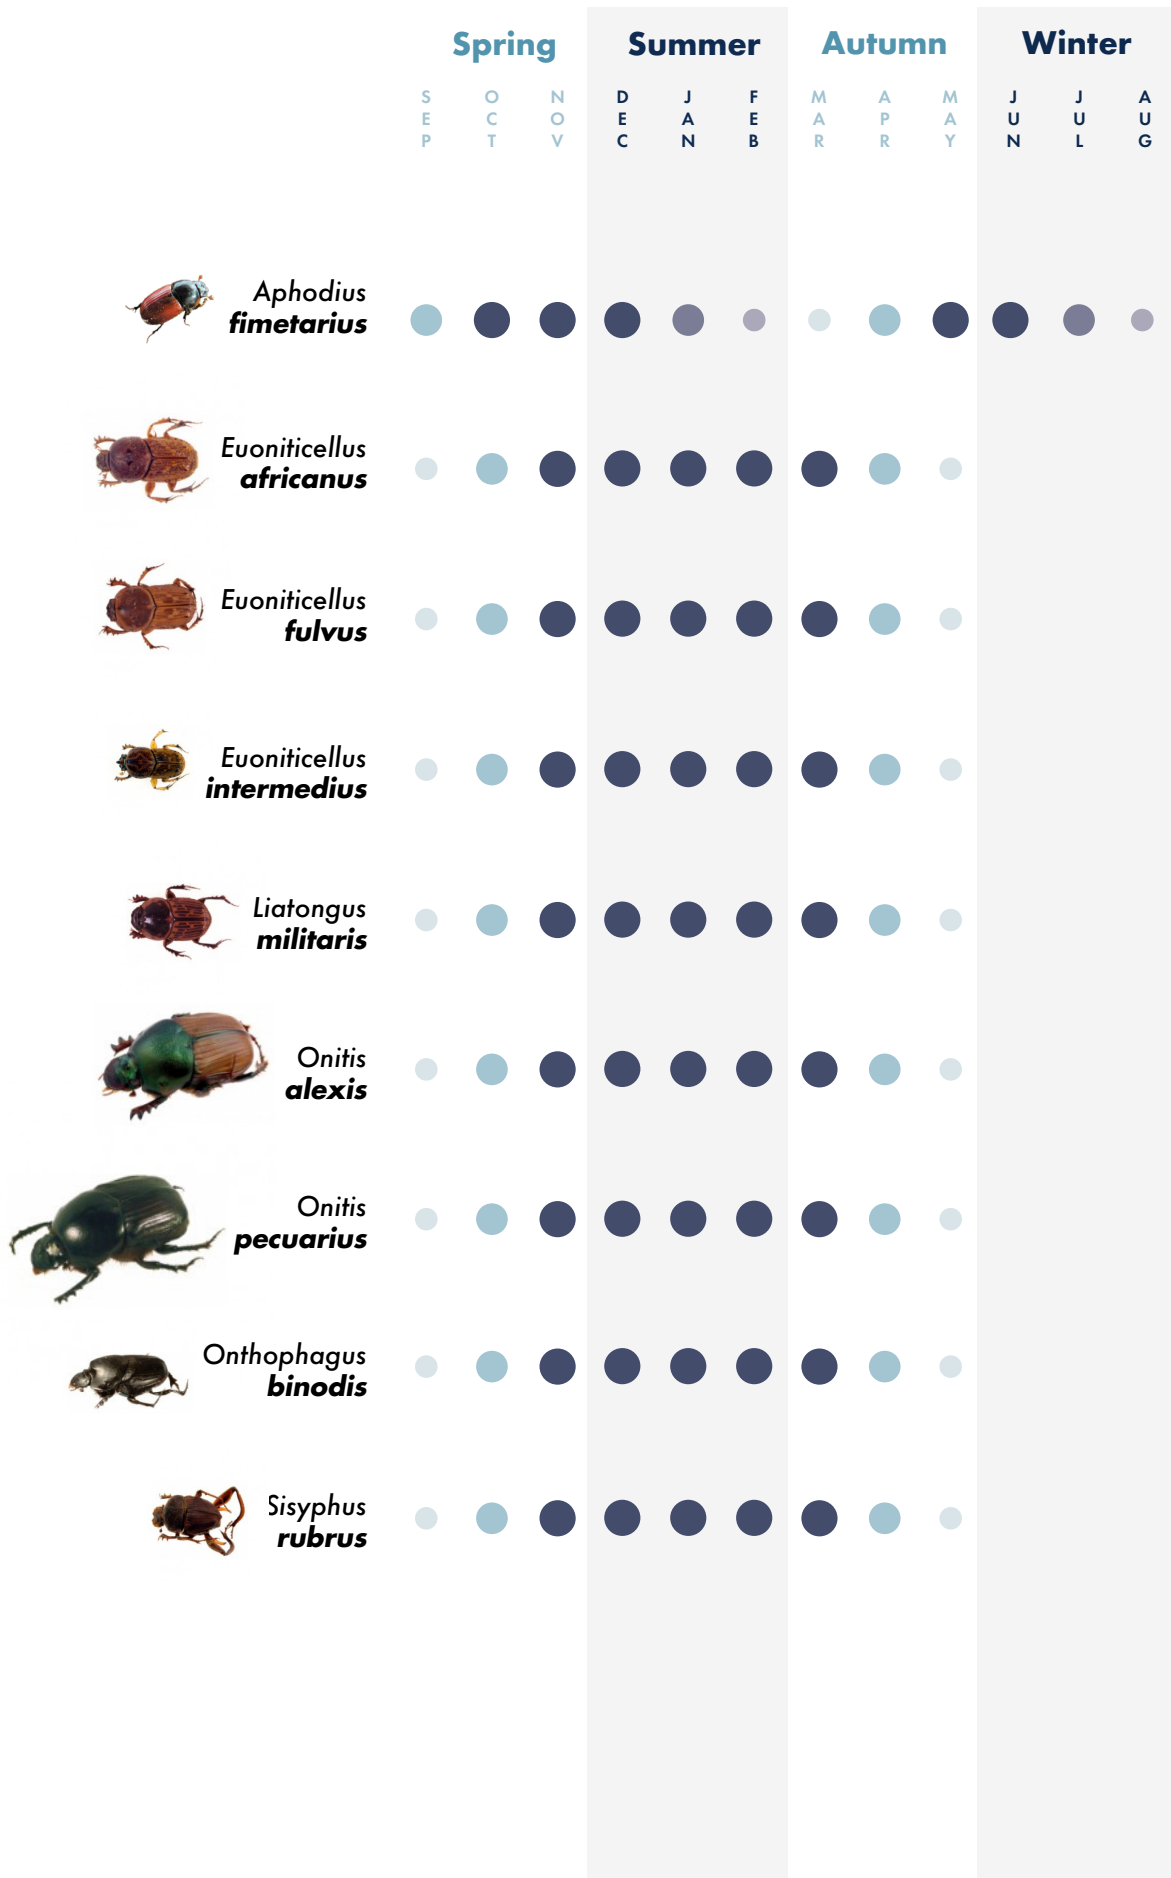 Spring Summer Autumn Winter
SEP OCT NOV DEC JAN FEB MAR APR MAY JUN JUL AUG
Aphodius
fimetarius
Euoniticellus
africanus
Euoniticellus
fulvus
Euoniticellus
intermedius
Liatongus
militaris
Onitis
alexis
Onitis
pecuarius
Onthophagus
binodis
Sisyphus
rubrus